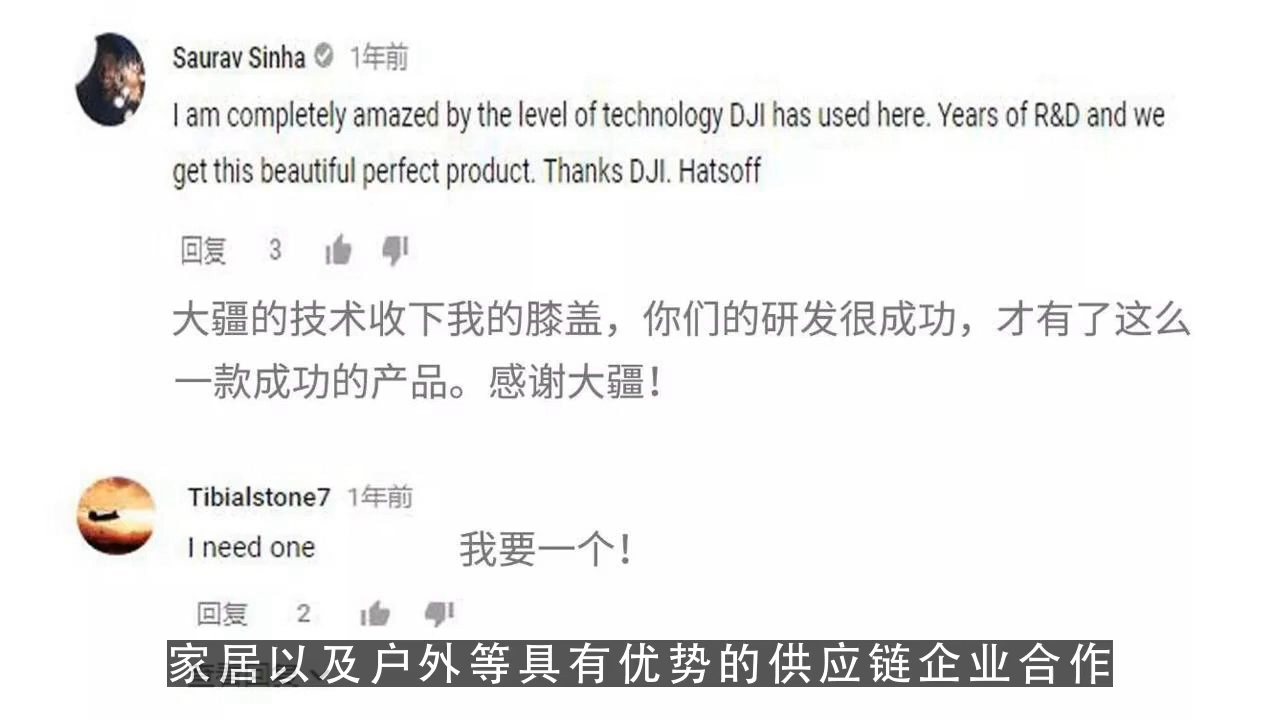 Saurav Sinha 1年前
I am completely amazed by the level of technology DJI has used here. Years of R&D and we
get this beautiful perfect product. Thanks DJI. Hatsoff
回复 3
大疆的技术收下我的膝盖，你们的研发很成功，才有了这么
一款成功的产品。感谢大疆！
Tibialstone7 1年前
I need one 我要一个！
回复 2
家居以及户外等具有优势的供应链企业合作